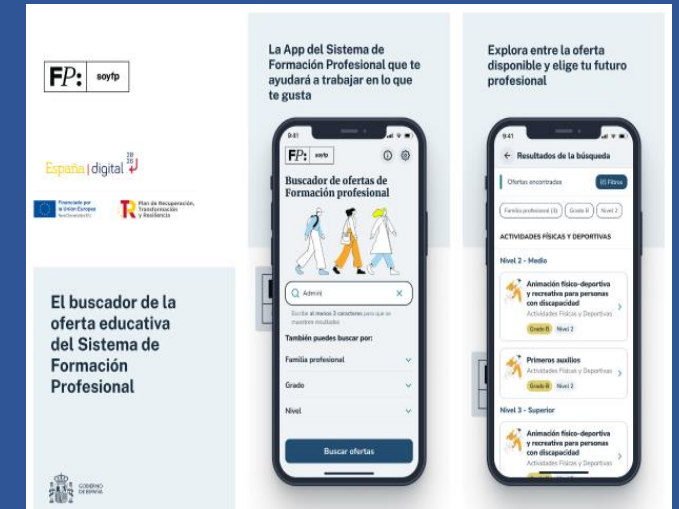 FP: soyfp
España | digital 2026
Financiado por
la Unión Europea
Plan de Recuperación,
Transformación
y Resiliencia
El buscador de la
oferta educativa
del Sistema de
Formación
Profesional
GOBIERNO
DE ESPAÑA
La App del Sistema de
Formación Profesional que te
ayudará a trabajar en lo que
te gusta
9:41
FP: soyfp
Buscador de ofertas de
Formación profesional
Admin
Escribe al menos 3 caracteres para que se
muestren resultados
También puedes buscar por:
Familia profesional
Grado
Nivel
Buscar ofertas
Explora entre la oferta
disponible y elige tu futuro
profesional
9:41
Resultados de la búsqueda
Ofertas encontradas
Filtros
Familia profesional (3) Grado B Nivel 2
ACTIVIDADES FÍSICAS Y DEPORTIVAS
Nivel 2 - Medio
Animación físico-deportiva
y recreativa para personas
con discapacidad
Actividades Físicas y Deportivas
Grado B Nivel 2
Primeros auxilios
Actividades Físicas y Deportivas
Grado B Nivel 2
Nivel 3 - Superior
Animación físico-deportiva
y recreativa para personas
con discapacidad
Actividades Físicas y Deportivas